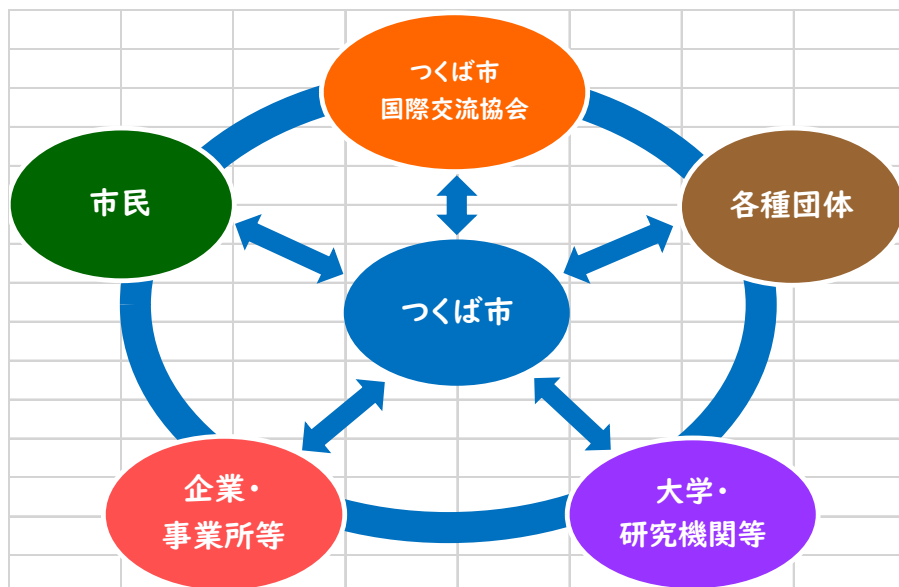 つくば市
国際交流協会
市民
各種団体
つくば市
企業・
事業所等
大学・
研究機関等